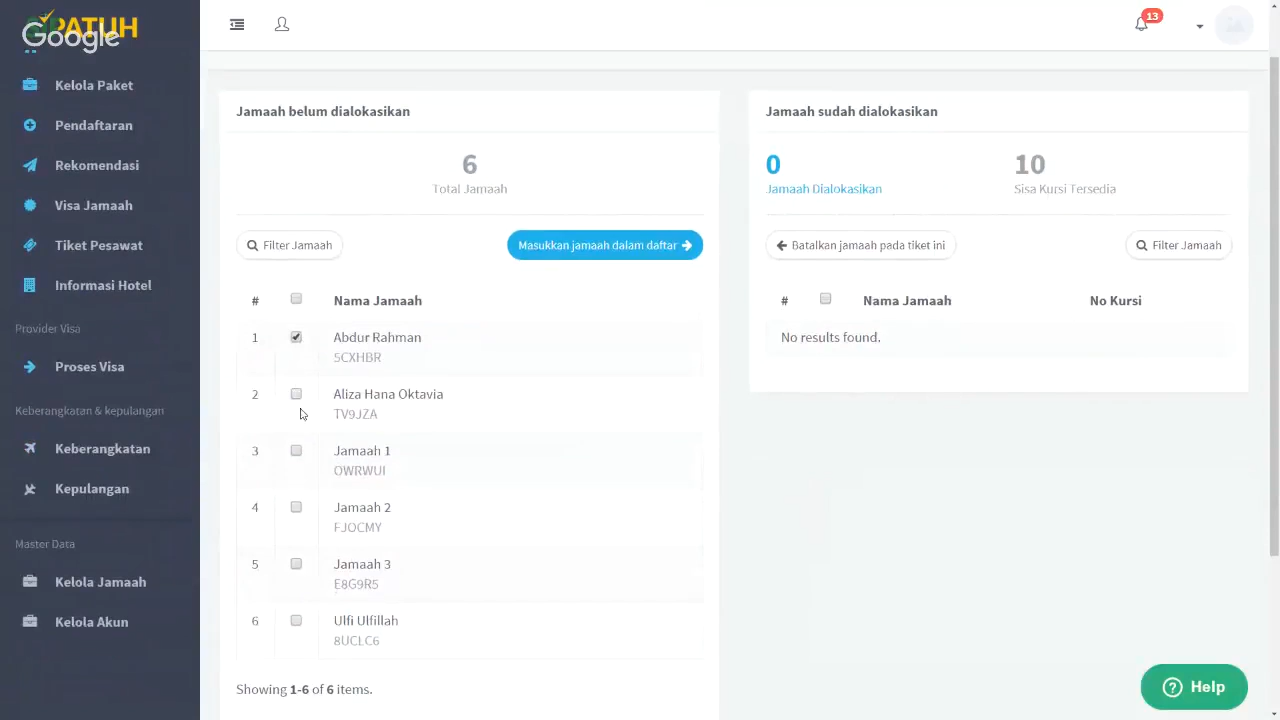 PATUH
Google
Kelola Paket
Pendaftaran
Rekomendasi
Visa Jamaah
Tiket Pesawat
Informasi Hotel
Provider Visa
Proses Visa
Keberangkatan & kepulangan
Keberangkatan
Kepulangan
Master Data
Kelola Jamaah
Kelola Akun
13
Jamaah belum dialokasikan
6
Total Jamaah
Filter Jamaah
Masukkan jamaah dalam daftar
# Nama Jamaah
1 Abdur Rahman
5CXHBR
2 Aliza Hana Oktavia
TV9JZA
3 Jamaah 1
OWRWUI
4 Jamaah 2
FJOCMY
5 Jamaah 3
E8G9R5
6 Ulfi Ulfillah
8UCLC6
Showing 1-6 of 6 items.
Jamaah sudah dialokasikan
0 10
Jamaah Dialokasikan Sisa Kursi Tersedia
Batalkan jamaah pada tiket ini
Filter Jamaah
# Nama Jamaah No Kursi
No results found.
Help